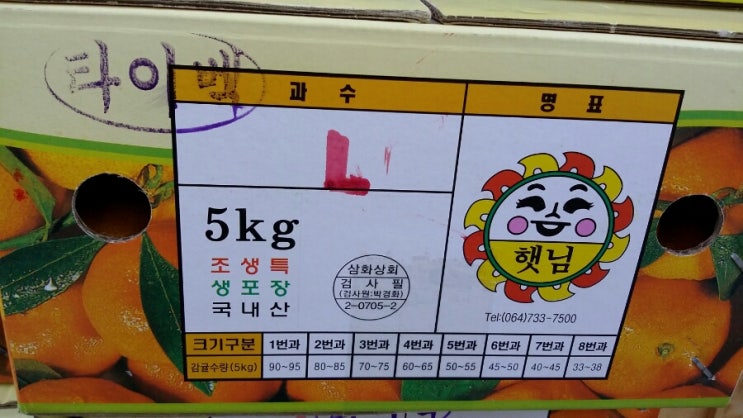 타이벡
과수 명표
L
5kg
조생특
생포장
국내산
삼화상회
검사필
(검사원:박경화)
2-0705-2
햇님
Tel:(064)733-7500
크기구분 1번과 2번과 3번과 4번과 5번과 6번과 7번과 8번과
감귤수량(5kg) 90~95 80~85 70~75 60~65 50~55 45~50 40~45 33~38